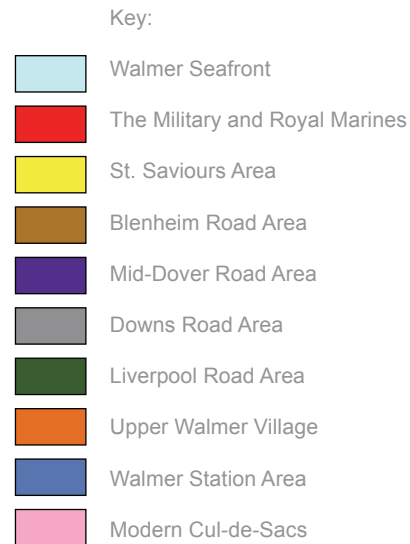 Key:
Walmer Seafront
The Military and Royal Marines
St. Saviours Area
Blenheim Road Area
Mid-Dover Road Area
Downs Road Area
Liverpool Road Area
Upper Walmer Village
Walmer Station Area
Modern Cul-de-Sacs